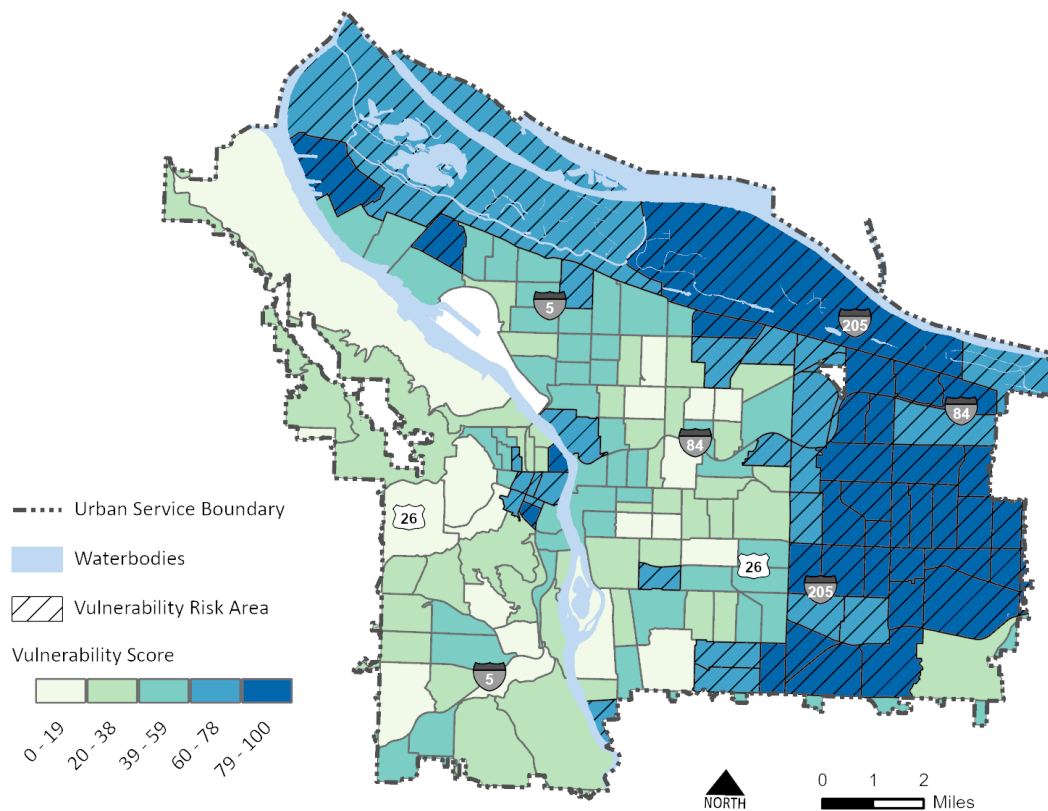 5
205
84
84
26
26
205
5
Urban Service Boundary
Waterbodies
Vulnerability Risk Area
Vulnerability Score
0 - 19
20 - 38
39 - 59
60 - 78
79 - 100
NORTH
0 1 2
Miles